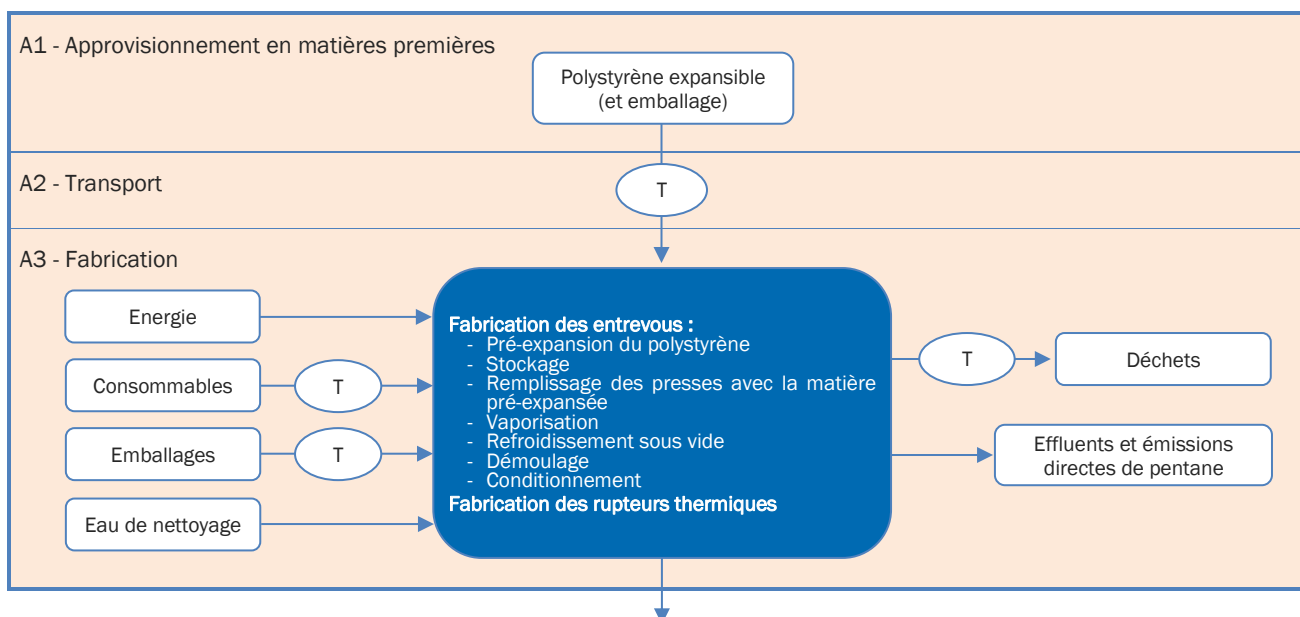 A1 - Approvisionnement en matières premières
Polystyrène expansible
(et emballage)
A2 - Transport
T
A3 - Fabrication
Energie
Consommables
T
Emballages
T
Eau de nettoyage
Fabrication des entrevous :
- Pré-expansion du polystyrène
- Stockage
- Remplissage des presses avec la matière
pré-expansée
- Vaporisation
- Refroidissement sous vide
- Démoulage
- Conditionnement
Fabrication des rupteurs thermiques
T
Déchets
Effluents et émissions
directes de pentane